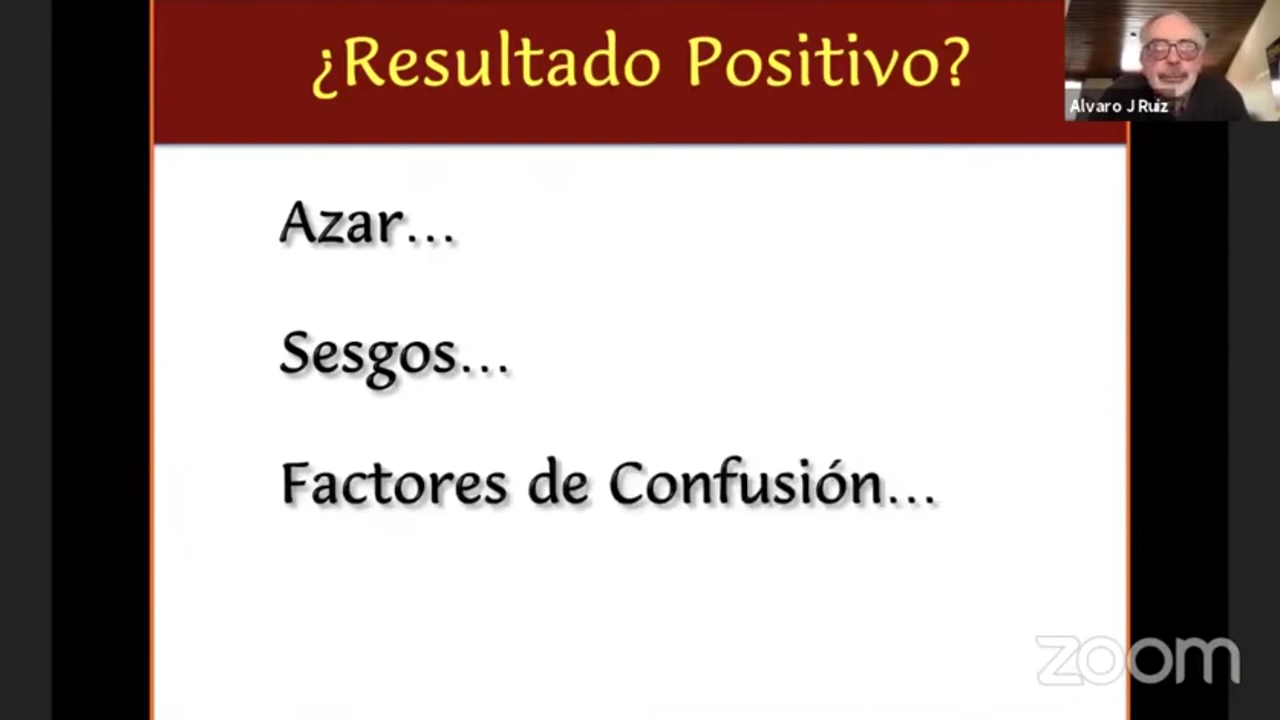 ¿Resultado Positivo?
Alvaro J Ruiz
Azar...
Sesgos...
Factores de Confusión...
zoom